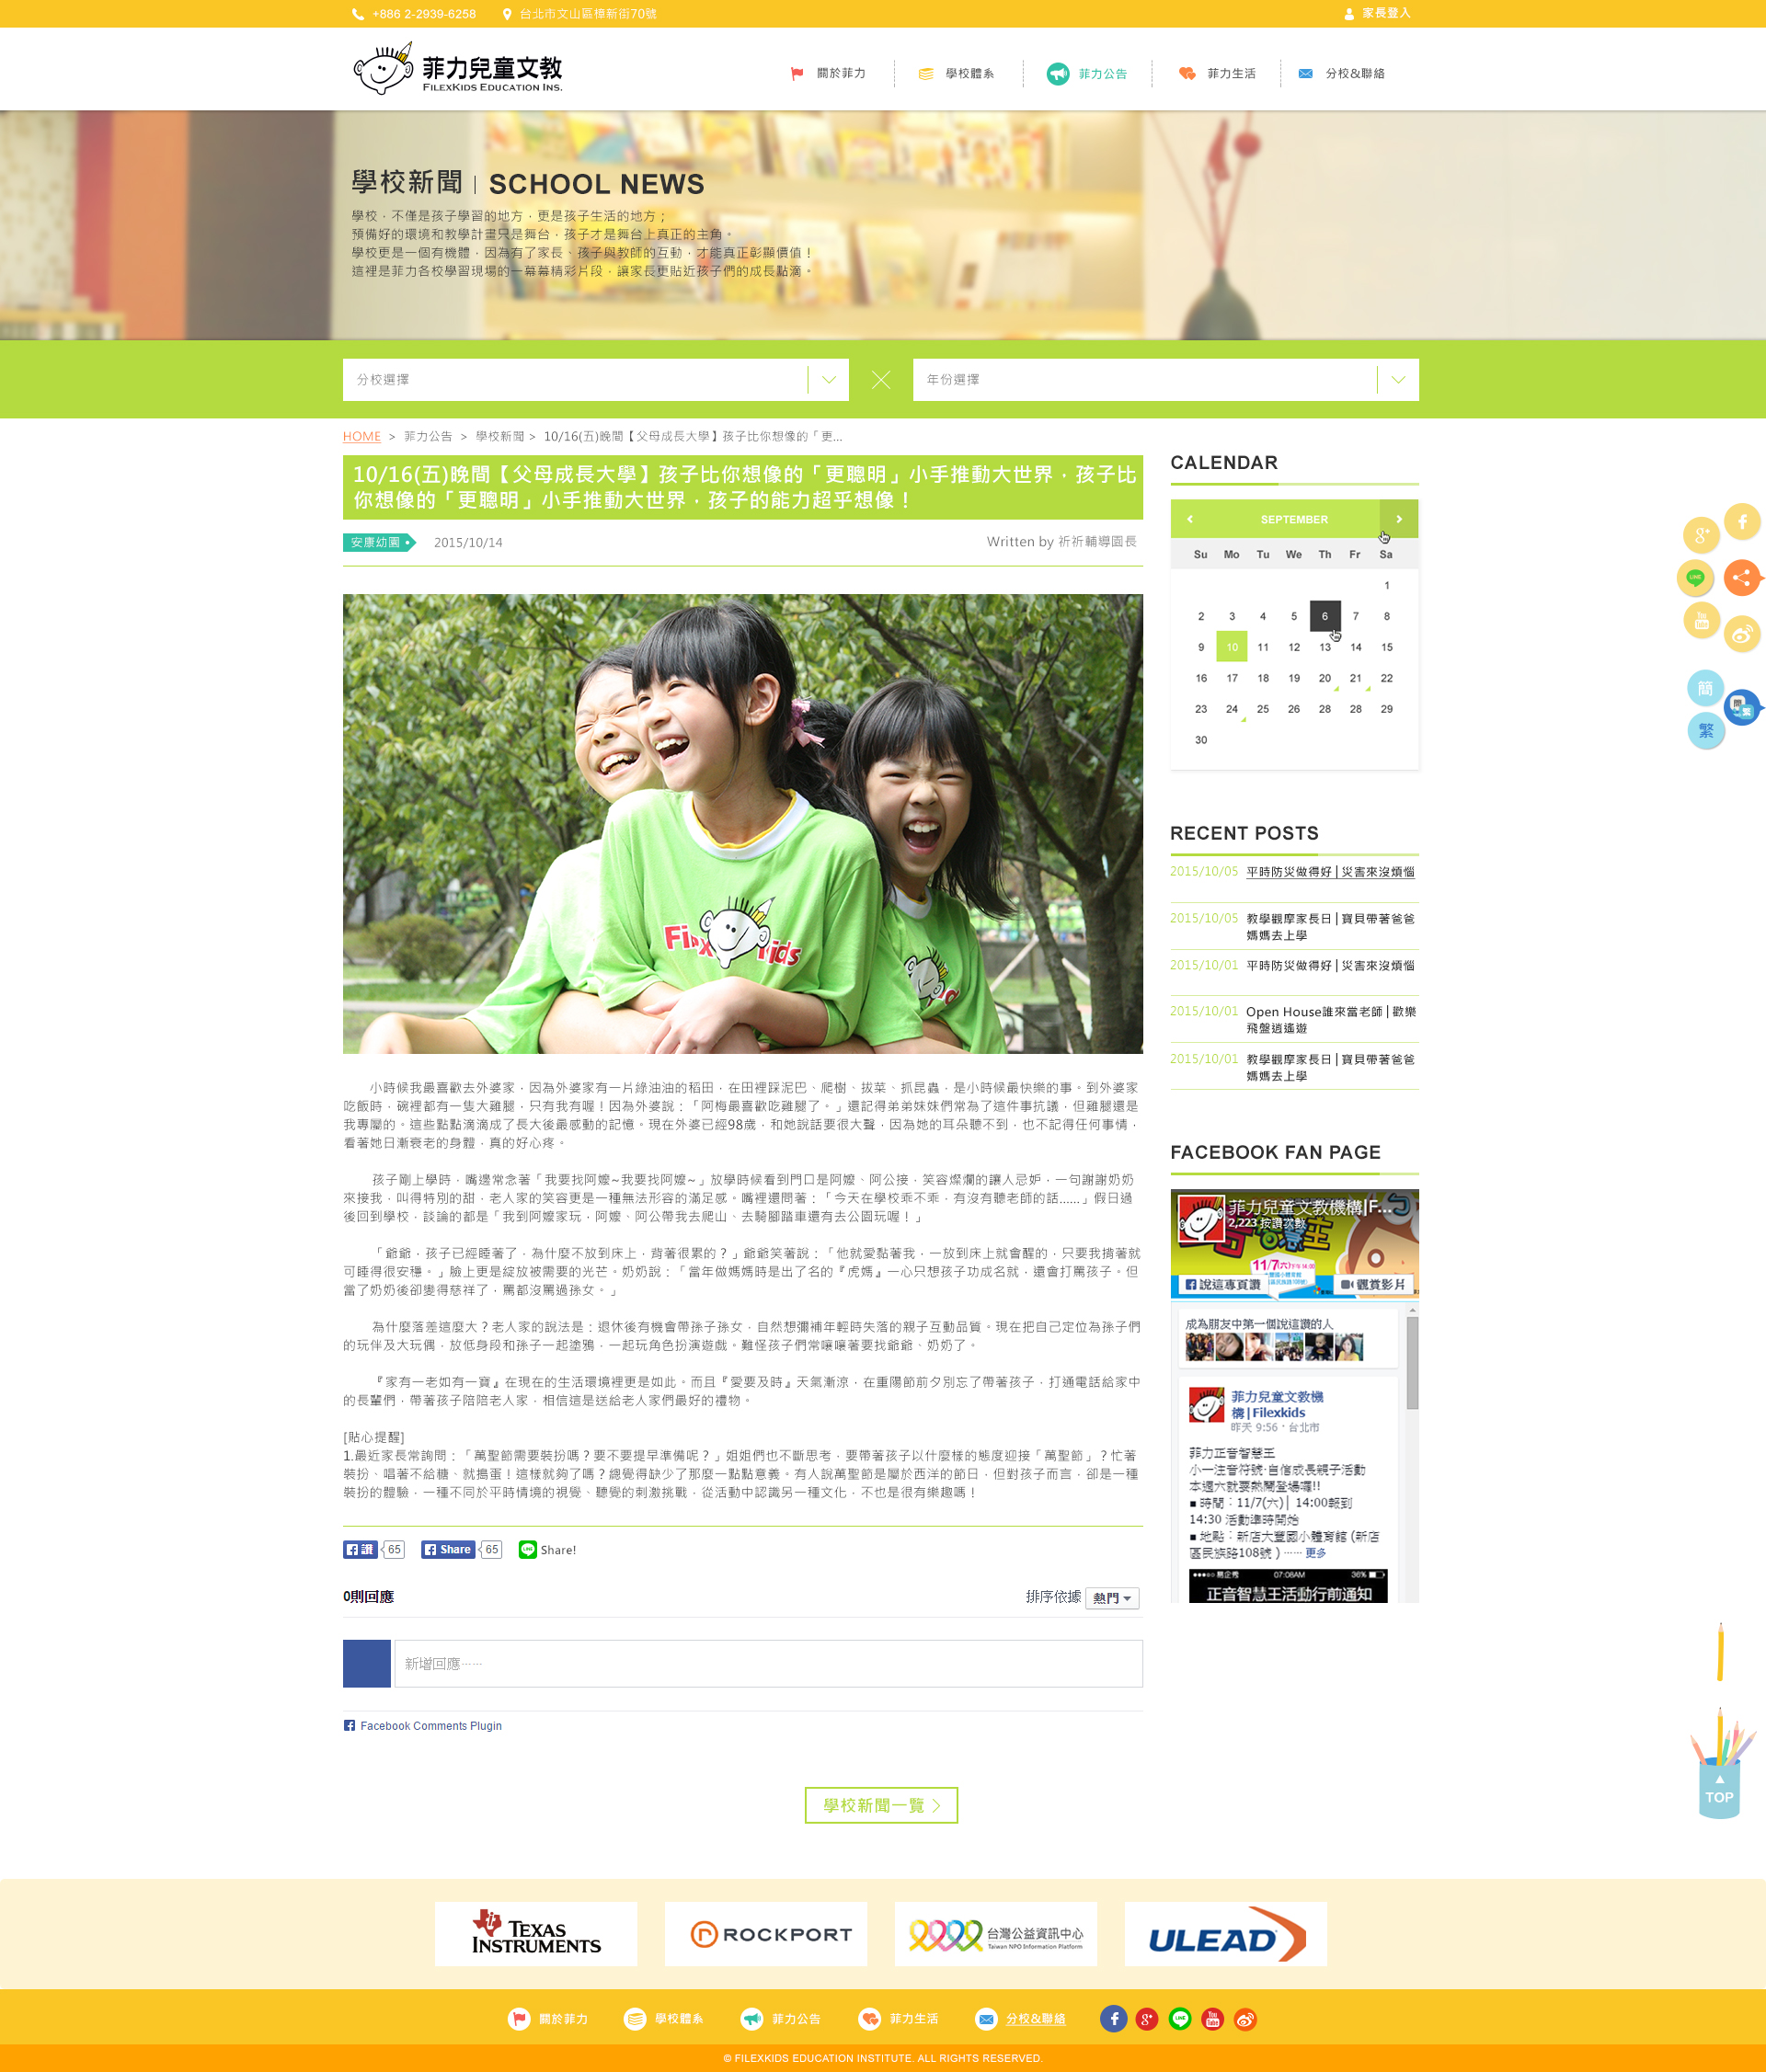 +886 2-2939-6258 台北市文山區樟新街70號 家長登入
菲力兒童文教
FILEXKIDS EDUCATION INS.
關於菲力 學校體系 菲力公告 菲力生活 分校&聯絡
學校新聞 | SCHOOL NEWS
學校，不僅是孩子學習的地方，更是孩子生活的地方；
預備好的環境和教學計畫只是舞台，孩子才是舞台上真正的主角。
學校更是一個有機體，因為有了家長、孩子與教師的互動，才能真正彰顯價值！
這裡是菲力各校學習現場的一幕幕精彩片段，讓家長更貼近孩子們的成長點滴。
分校選擇 年份選擇
HOME > 菲力公告 > 學校新聞 > 10/16(五)晚間【父母成長大學】孩子比你想像的「更...
10/16(五)晚間【父母成長大學】孩子比你想像的「更聰明」小手推動大世界，孩子比
你想像的「更聰明」小手推動大世界，孩子的能力超乎想像！
安康幼園 2015/10/14 Written by 祈祈輔導園長
小時候我最喜歡去外婆家，因為外婆家有一片綠油油的稻田，在田裡踩泥巴、爬樹、拔菜、抓昆蟲，是小時候最快樂的事。到外婆家
吃飯時，碗裡都有一隻大雞腿，只有我有喔！因為外婆說：「阿梅最喜歡吃雞腿了。」還記得弟弟妹妹們常為了這件事抗議，但雞腿還是
我專屬的。這些點點滴滴成了長大後最感動的記憶。現在外婆已經98歲，和她說話要很大聲，因為她的耳朵聽不到，也不記得任何事情，
看著她日漸衰老的身體，真的好心疼。
孩子剛上學時，嘴邊常念著「我要找阿嬤~我要找阿嬤~」放學時候看到門口是阿嬤、阿公接，笑容燦爛的讓人忌妒，一句謝謝奶奶
來接我，叫得特別的甜，老人家的笑容更是一種無法形容的滿足感。嘴裡還問著：「今天在學校乖不乖，有沒有聽老師的話......」假日過
後回到學校，談論的都是「我到阿嬤家玩，阿嬤、阿公帶我去爬山、去騎腳踏車還有去公園玩喔！」
「爺爺，孩子已經睡著了，為什麼不放到床上，背著很累的？」爺爺笑著說：「他就愛黏著我，一放到床上就會醒的，只要我揹著就
可睡得很安穩。」臉上更是綻放被需要的光芒。奶奶說：「當年做媽媽時是出了名的『虎媽』一心只想孩子功成名就，還會打罵孩子。但
當了奶奶後卻變得慈祥了，罵都沒罵過孫女。」
為什麼落差這麼大？老人家的說法是：退休後有機會帶孫子孫女，自然想彌補年輕時失落的親子互動品質。現在把自己定位為孫子們
的玩伴及大玩偶，放低身段和孫子一起塗鴉，一起玩角色扮演遊戲。難怪孩子們常嚷嚷著要找爺爺、奶奶了。
『家有一老如有一寶』在現在的生活環境裡更是如此。而且『愛要及時』天氣漸涼，在重陽節前夕別忘了帶著孩子，打通電話給家中
的長輩們，帶著孩子陪陪老人家，相信這是送給老人家們最好的禮物。
[貼心提醒]
1.最近家長常詢問：「萬聖節需要裝扮嗎？要不要提早準備呢？」姐姐們也不斷思考，要帶著孩子以什麼樣的態度迎接「萬聖節」？忙著
裝扮、唱著不給糖、就搗蛋！這樣就夠了嗎？總覺得缺少了那麼一點點意義。有人說萬聖節是屬於西洋的節日，但對孩子而言，卻是一種
裝扮的體驗，一種不同於平時情境的視覺、聽覺的刺激挑戰，從活動中認識另一種文化，不也是很有樂趣嗎！
讚 65 Share 65 LINE Share!
0則回應 排序依據 熱門
新增回應……
Facebook Comments Plugin
學校新聞一覽
CALENDAR
SEPTEMBER
Su Mo Tu We Th Fr Sa
1
2 3 4 5 6 7 8
9 10 11 12 13 14 15
16 17 18 19 20 21 22
23 24 25 26 28 28 29
30
RECENT POSTS
2015/10/05 平時防災做得好 | 災害來沒煩惱
2015/10/05 教學觀摩家長日 | 寶貝帶著爸爸
媽媽去上學
2015/10/01 平時防災做得好 | 災害來沒煩惱
2015/10/01 Open House誰來當老師 | 歡樂
飛盤逍遙遊
2015/10/01 教學觀摩家長日 | 寶貝帶著爸爸
媽媽去上學
FACEBOOK FAN PAGE
菲力兒童文教機構|F...
2,223 按讚次數
11/7(六)
說這專頁讚 觀賞影片
成為朋友中第一個說這讚的人
菲力兒童文教機
構|Filexkids
昨天 9:56 · 台北市
菲力正音智慧王
小一注音符號·自信成長親子活動
本週六就要熱鬧登場囉!!
■ 時間：11/7(六)│ 14:00報到
14:30 活動準時開始
■ 地點：新店大豐國小體育館 (新店
區民族路108號 ) …… 更多
07:08AM 36%
正音智慧王活動行前通知
g+
LINE
You Tube
簡
繁
TOP
TEXAS INSTRUMENTS
ROCKPORT
台灣公益資訊中心
Taiwan NPO Information Platform
ULEAD
關於菲力 學校體系 菲力公告 菲力生活 分校&聯絡
© FILEXKIDS EDUCATION INSTITUTE. ALL RIGHTS RESERVED.